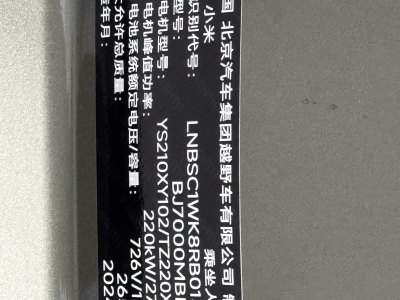 国 北京汽车集团越野车有限公司
小米 乘坐人
识别代号: LNBSC1WK8RB01
型号: BJ7000MB
电机型号: YS210XY102/TZ220X
电机峰值功率: 220kW/27
电池系统额定电压/容量: 726V/1
允许总质量: 26
年月: 202